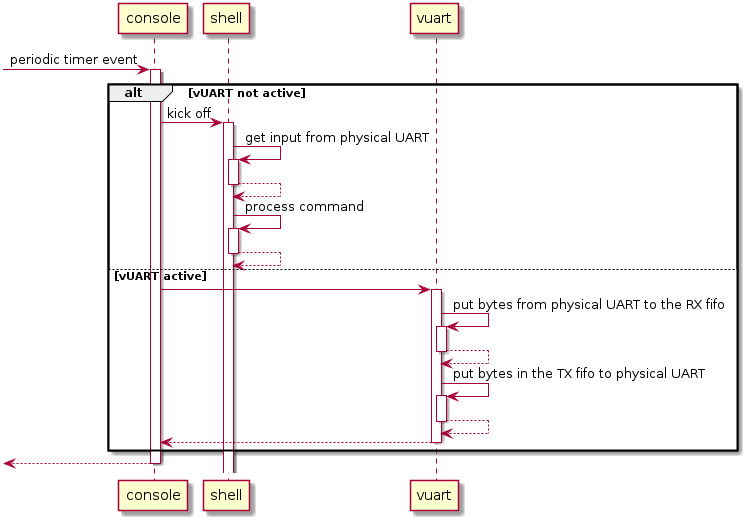 console
shell
vuart
periodic timer event
alt
[vUART not active]
kick off
get input from physical UART
process command
[vUART active]
put bytes from physical UART to the RX fifo
put bytes in the TX fifo to physical UART
console
shell
vuart